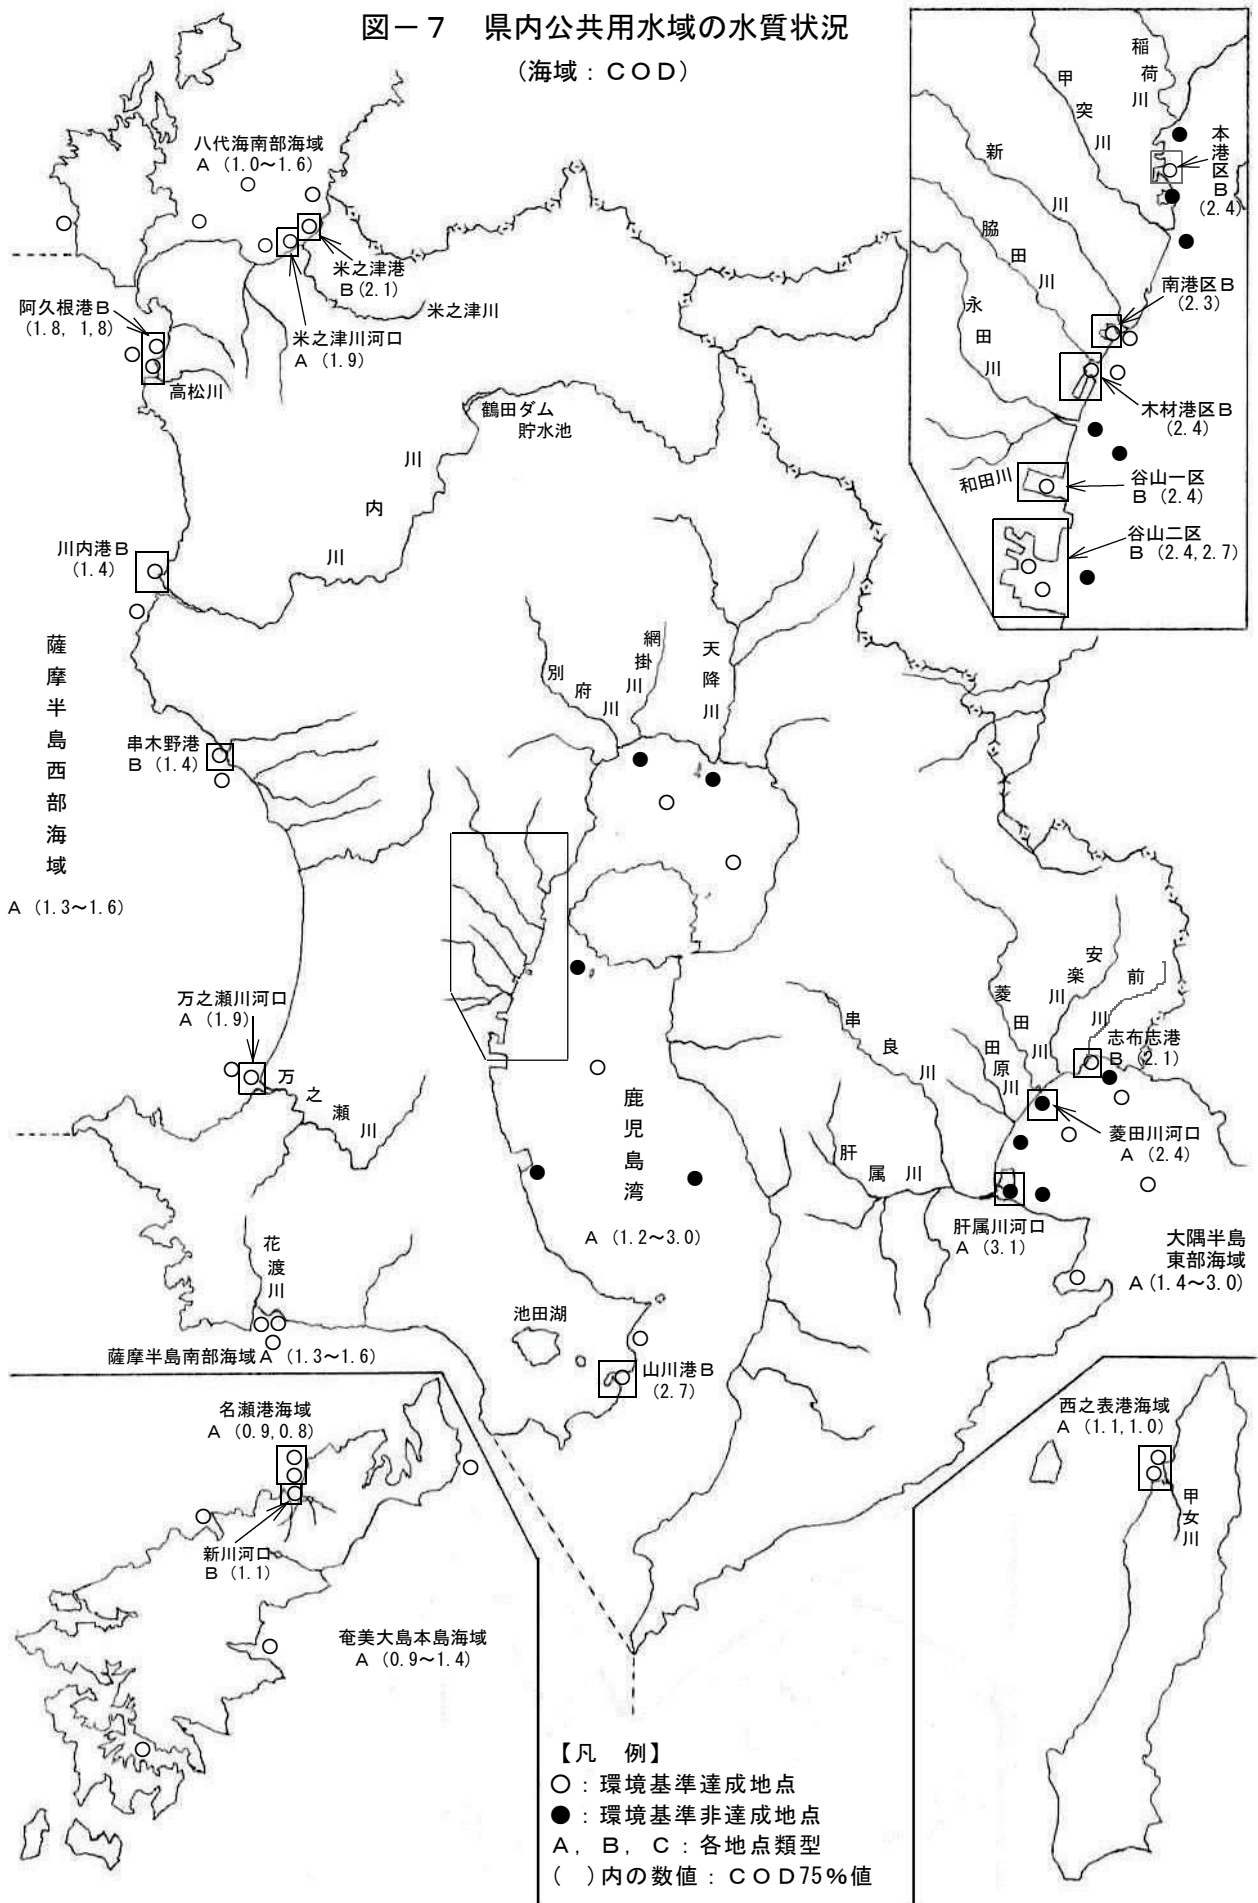 図－７　県内公共用水域の水質状況
（海域：ＣＯＤ）
八代海南部海域
A (1.0～1.6)
米之津港
B (2.1)
米之津川
米之津川河口
A (1.9)
阿久根港B
(1.8, 1,8)
高松川
鶴田ダム
貯水池
川内川
川内港B
(1.4)
薩摩半島西部海域
A (1.3～1.6)
串木野港
B (1.4)
別府川
網掛川
天降川
万之瀬川河口
A (1.9)
万之瀬川
花渡川
薩摩半島南部海域A (1.3～1.6)
池田湖
山川港B
(2.7)
鹿児島湾
A (1.2～3.0)
串良川
肝属川
田原川
菱田川
安楽川
前川
志布志港
B (2.1)
菱田川河口
A (2.4)
肝属川河口
A (3.1)
大隅半島
東部海域
A (1.4～3.0)
稲荷川
甲突川
新川
脇田川
永田川
和田川
本港区B
(2.4)
南港区B
(2.3)
木材港区B
(2.4)
谷山一区
B (2.4)
谷山二区
B (2.4,2.7)
名瀬港海域
A (0.9,0.8)
新川河口
B (1.1)
奄美大島本島海域
A (0.9～1.4)
西之表港海域
A (1.1,1.0)
甲女川
【凡　例】
○：環境基準達成地点
●：環境基準非達成地点
A, B, C：各地点類型
(　)内の数値：ＣＯＤ75％値